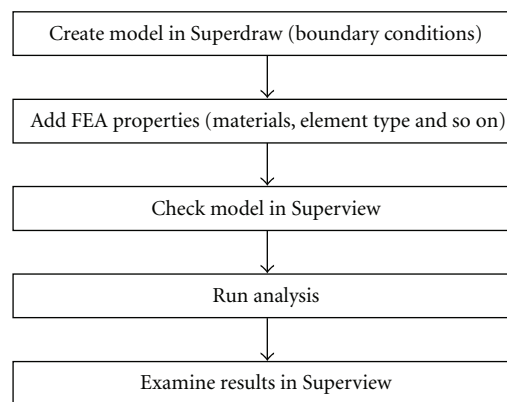 Create model in Superdraw (boundary conditions)
Add FEA properties (materials, element type and so on)
Check model in Superview
Run analysis
Examine results in Superview